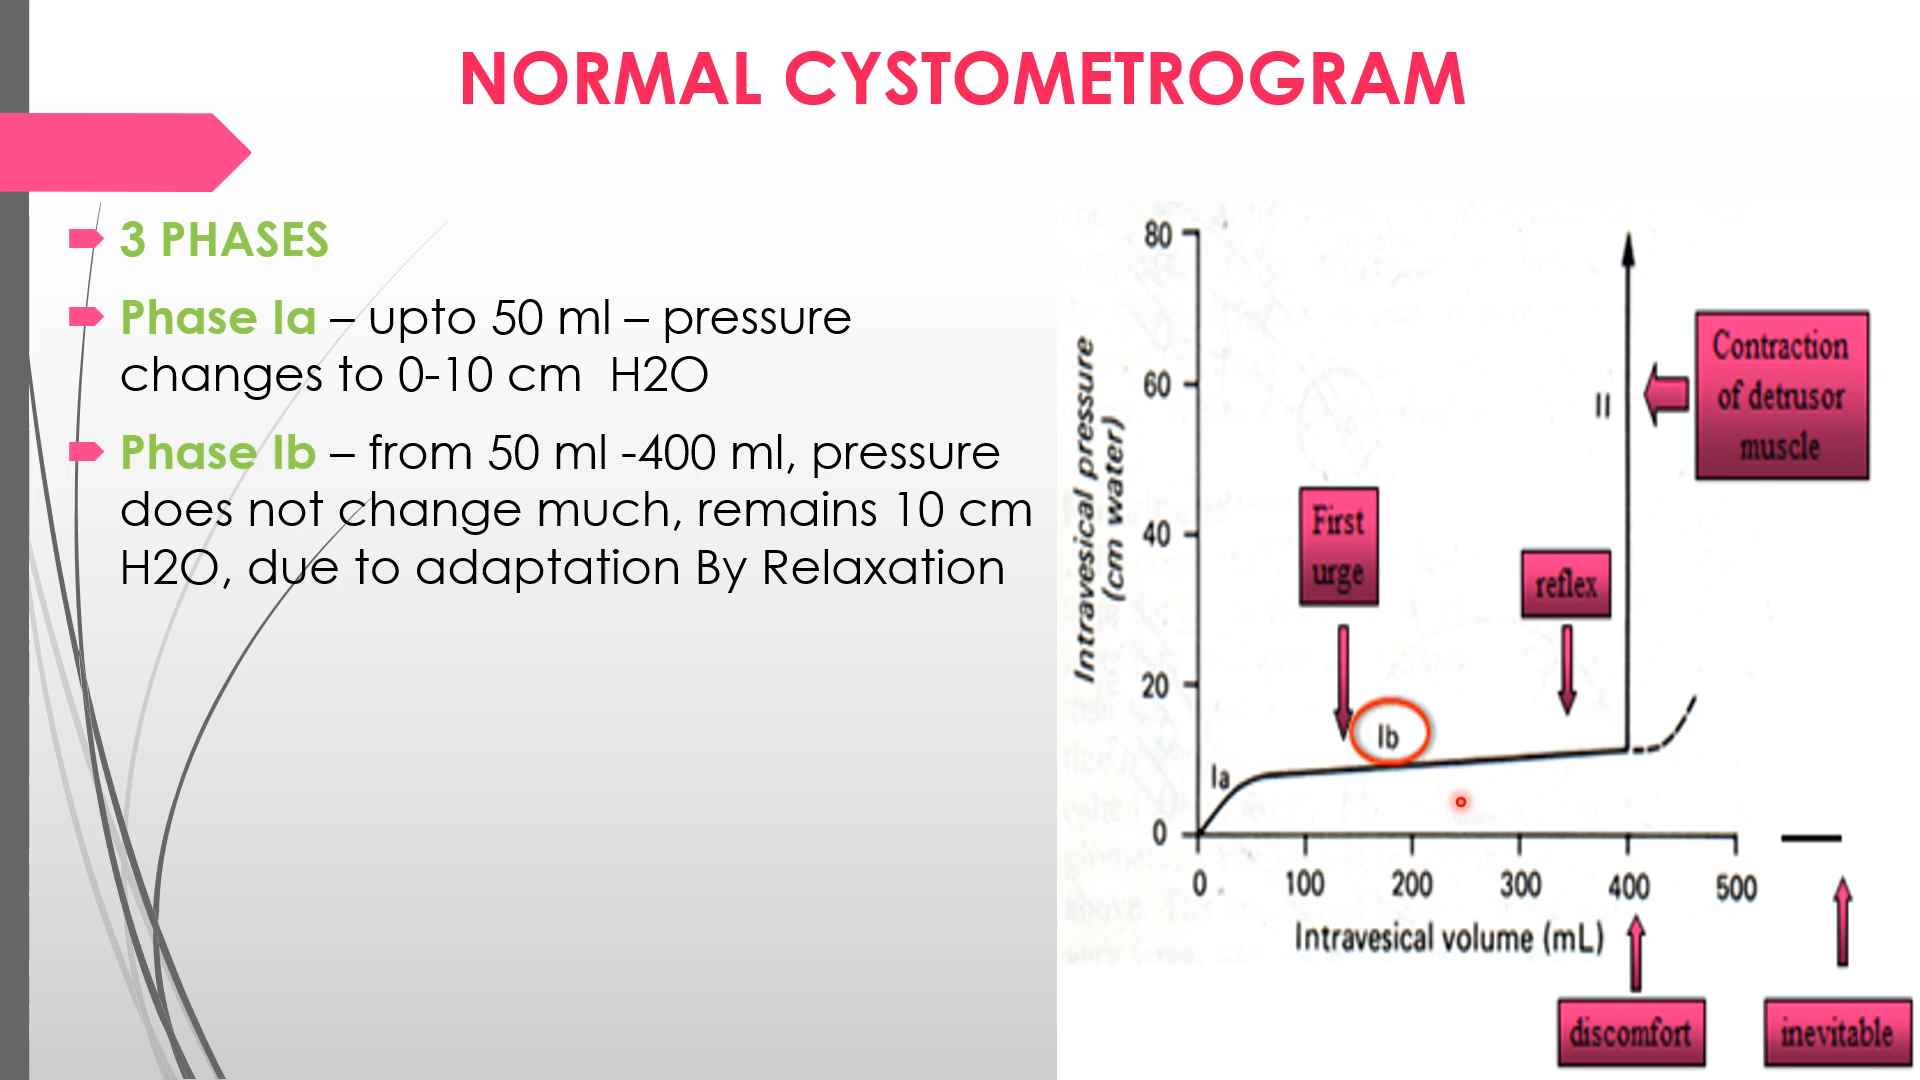 NORMAL CYSTOMETROGRAM
3 PHASES
Phase Ia – upto 50 ml – pressure
changes to 0-10 cm  H2O
Phase Ib – from 50 ml -400 ml, pressure
does not change much, remains 10 cm
H2O, due to adaptation By Relaxation
Intravesical pressure
(cm water)
80
60
40
20
0
Ia
First
urge
Ib
reflex
II
Contraction
of detrusor
muscle
0 100 200 300 400 500
Intravesical volume (mL)
discomfort
inevitable